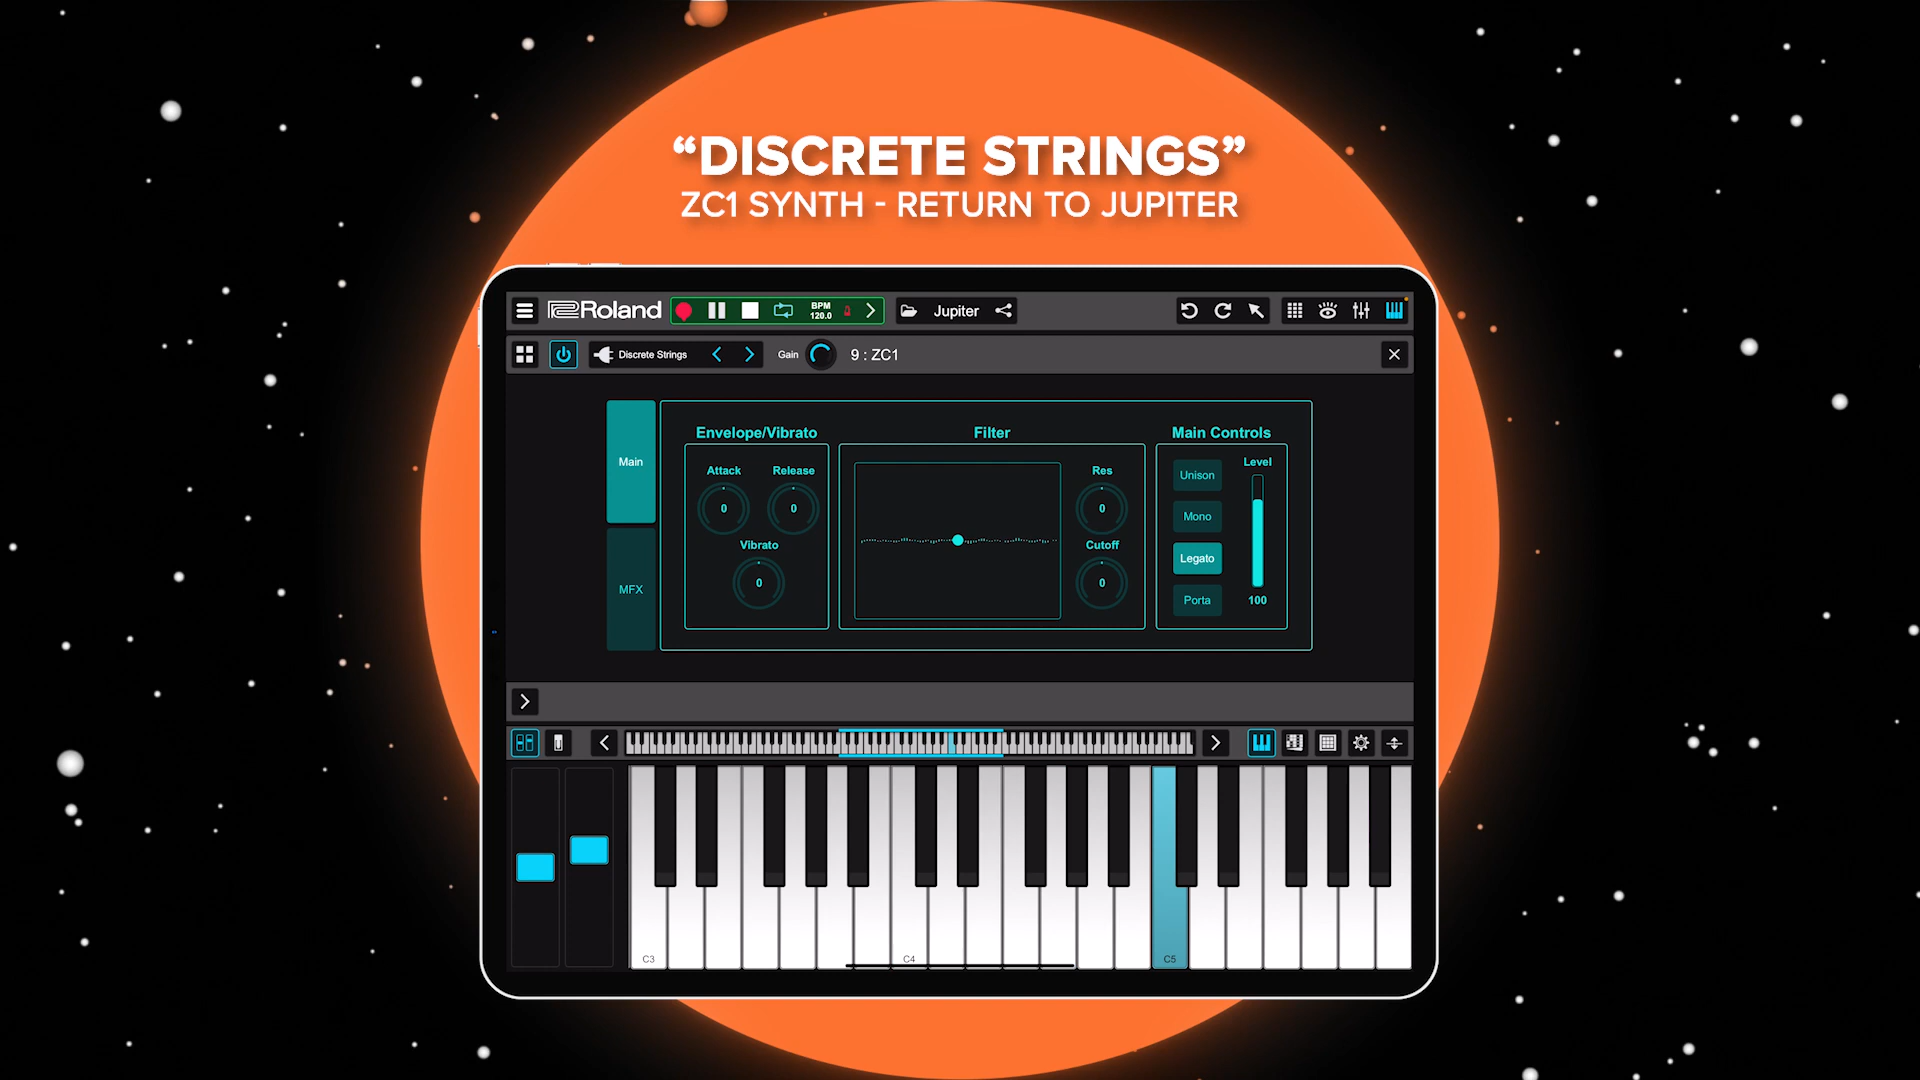 “DISCRETE STRINGS”
ZC1 SYNTH - RETURN TO JUPITER
Roland
BPM
120.0
Jupiter
Discrete Strings
Gain
9 : ZC1
Main
MFX
Envelope/Vibrato
Attack
Release
0
0
Vibrato
0
Filter
Res
0
Cutoff
0
Main Controls
Unison
Mono
Legato
Porta
Level
100
C3
C4
C5